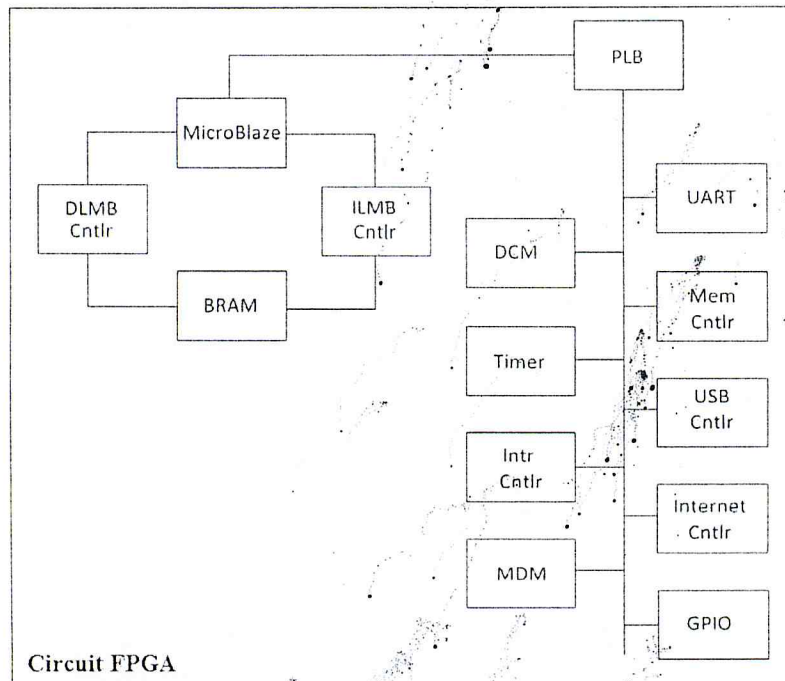 PLB
MicroBlaze
DLMB
Cntlr
ILMB
Cntlr
BRAM
UART
DCM
Mem
Cntlr
Timer
USB
Cntlr
Intr
Cntlr
Internet
Cntlr
MDM
GPIO
Circuit FPGA